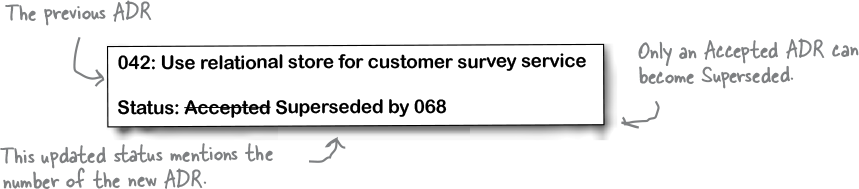 The previous ADR
042: Use relational store for customer survey service
Status: Accepted Superseded by 068
Only an Accepted ADR can
become Superseded.
This updated status mentions the
number of the new ADR.